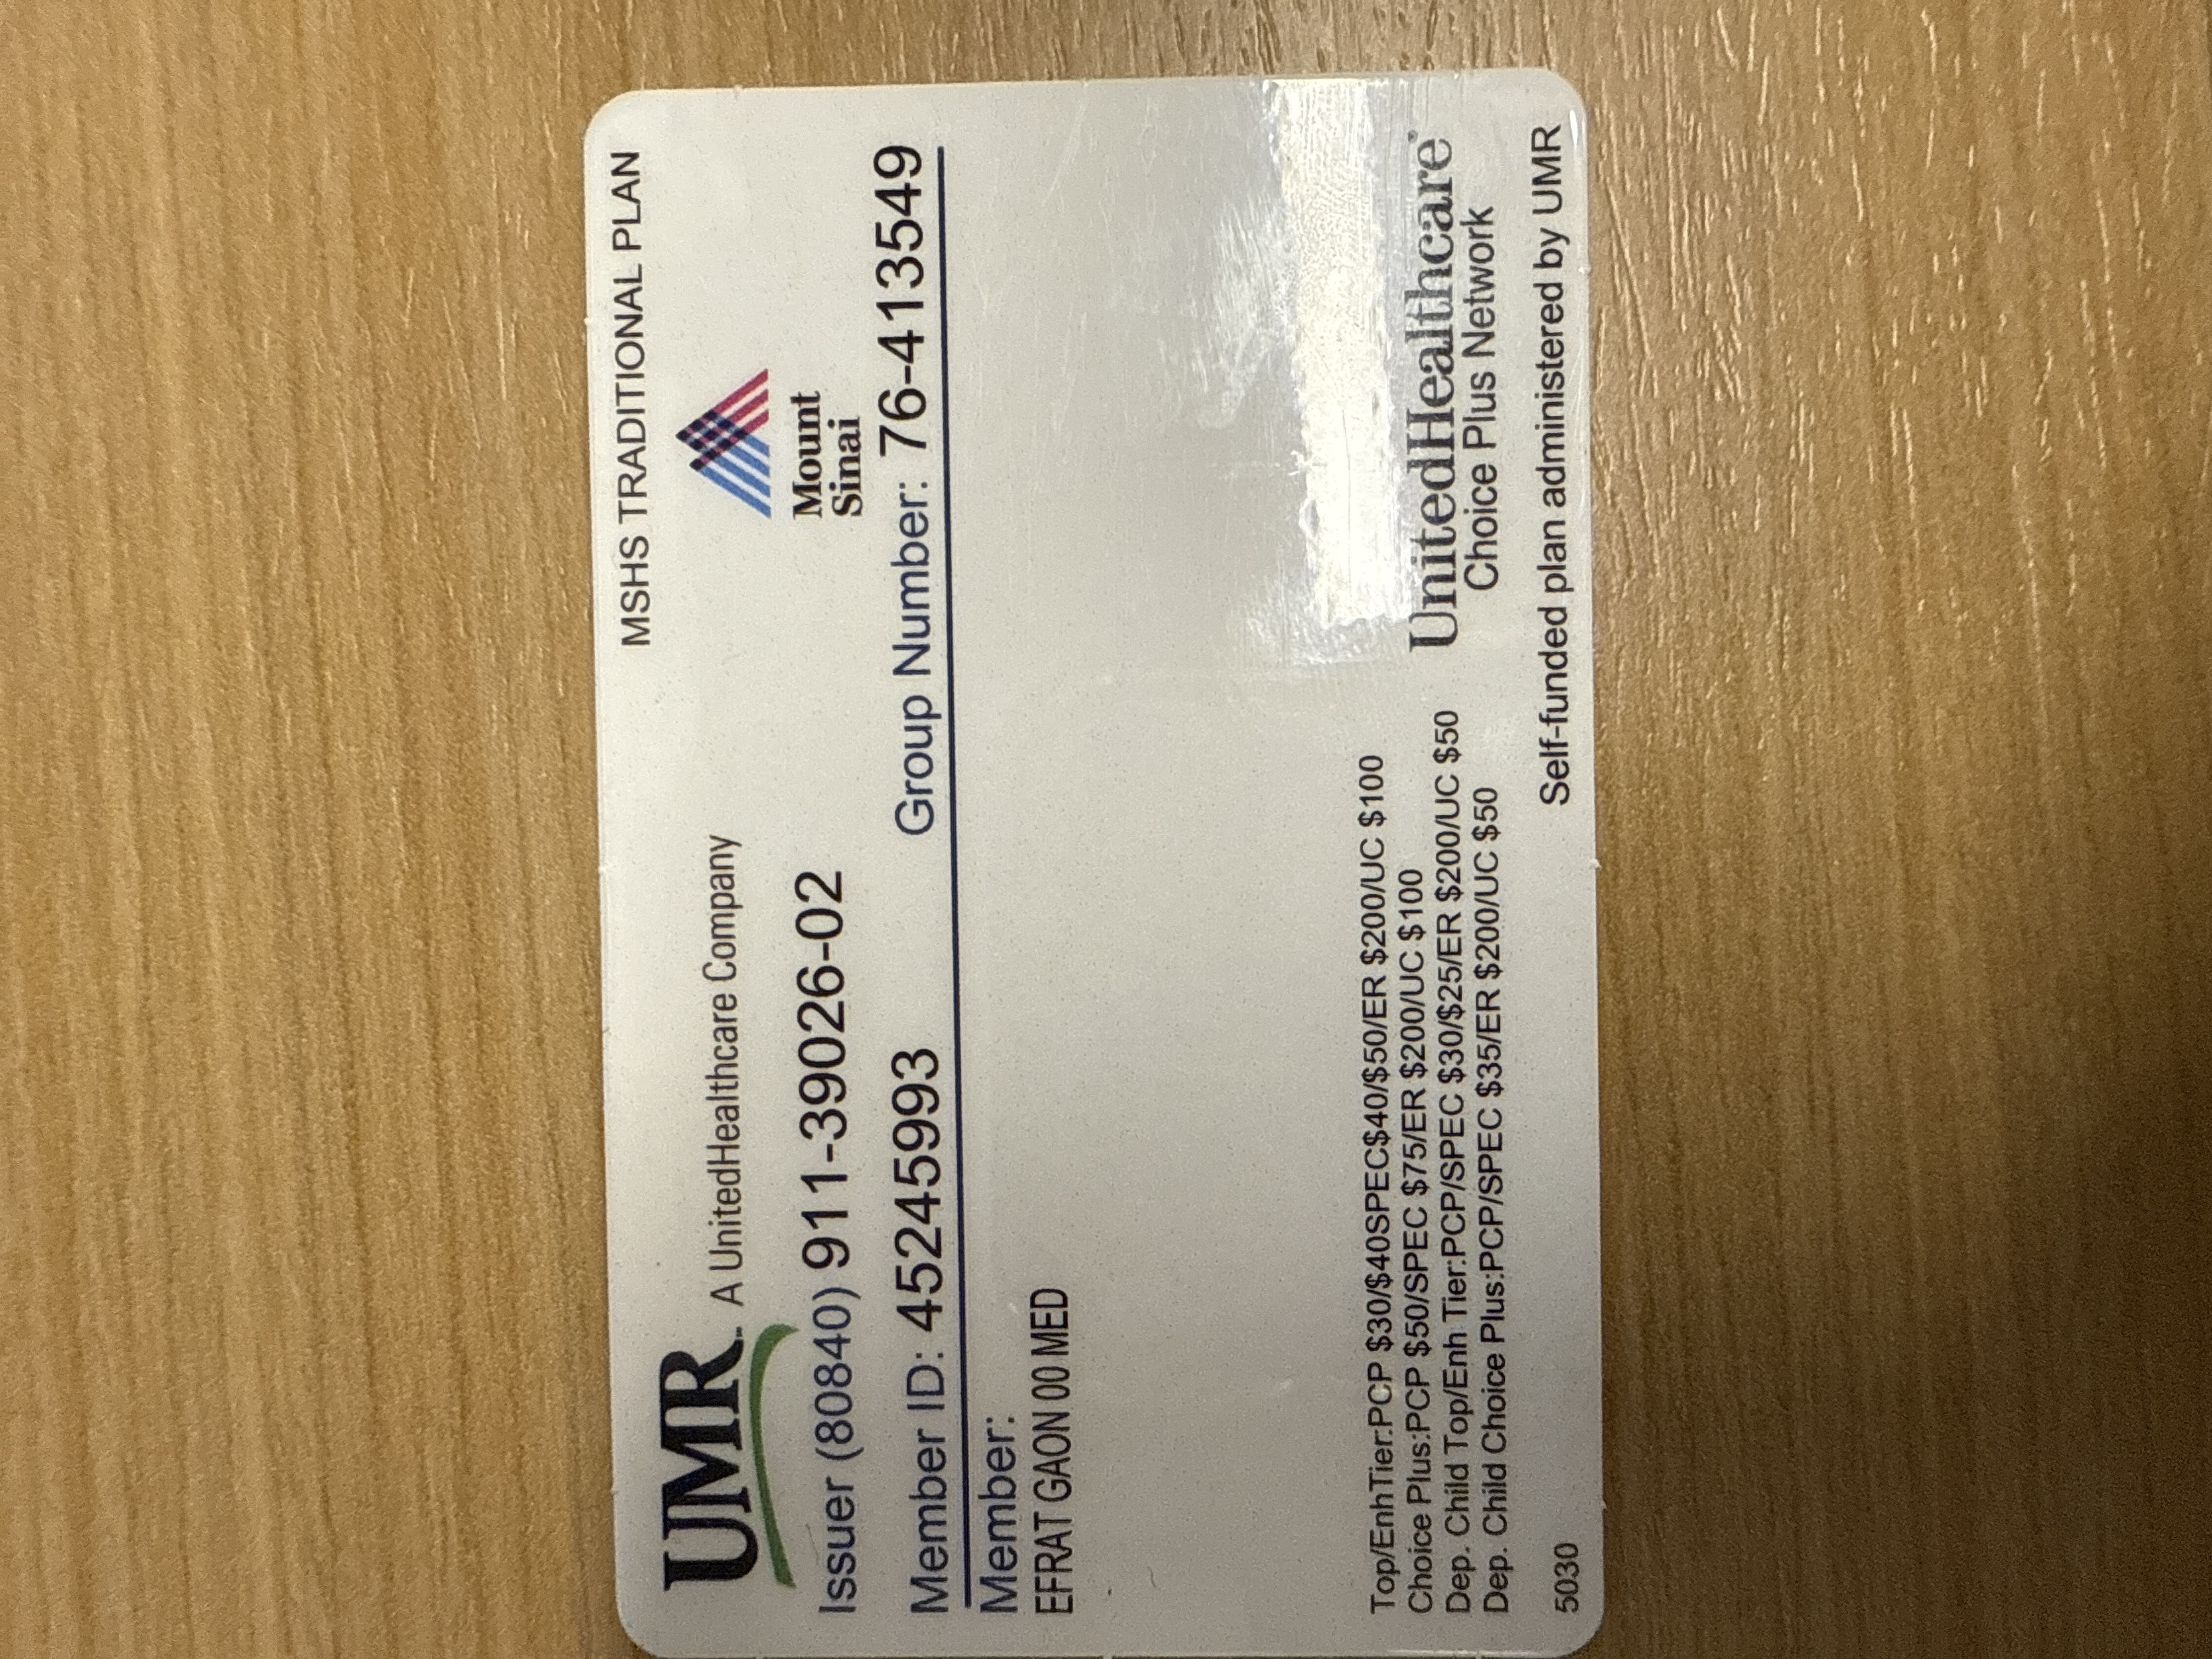 MSHS TRADITIONAL PLAN
UMR A UnitedHealthcare Company
Mount
Sinai
Issuer (80840) 911-39026-02
Member ID: 45245993 Group Number: 76-413549
Member:
EFRAT GAON 00 MED
Top/EnhTier:PCP $30/$40SPEC$40/$50/ER $200/UC $100
Choice Plus:PCP $50/SPEC $75/ER $200/UC $100
Dep. Child Top/Enh Tier:PCP/SPEC $30/$25/ER $200/UC $50
Dep. Child Choice Plus:PCP/SPEC $35/ER $200/UC $50
UnitedHealthcare
Choice Plus Network
5030 Self-funded plan administered by UMR